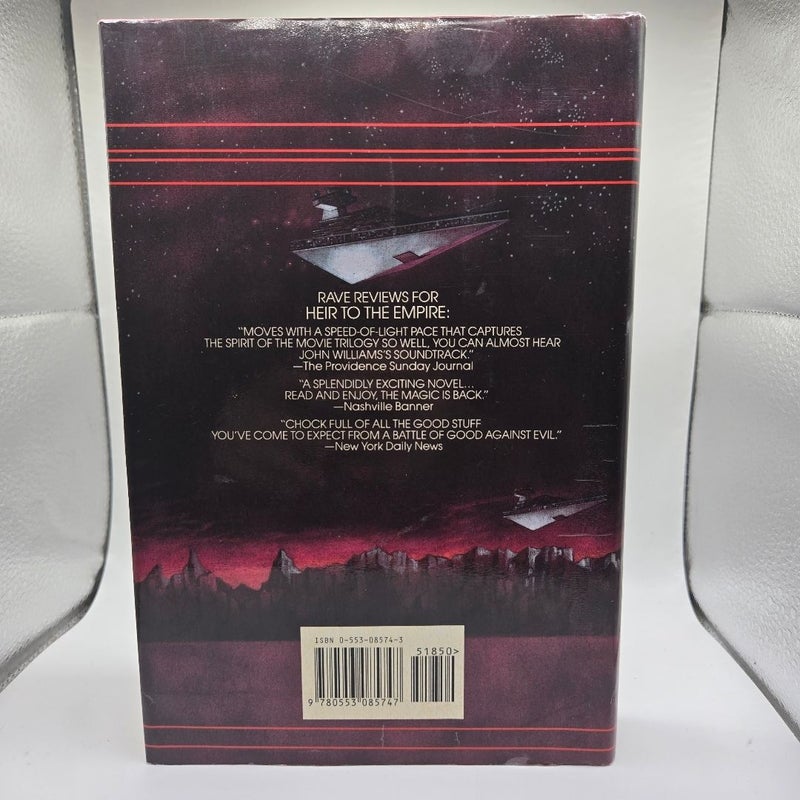 RAVE REVIEWS FOR
HEIR TO THE EMPIRE:
"MOVES WITH A SPEED-OF-LIGHT PACE THAT CAPTURES
THE SPIRIT OF THE MOVIE TRILOGY SO WELL, YOU CAN ALMOST HEAR
JOHN WILLIAMS'S SOUNDTRACK."
—The Providence Sunday Journal
"A SPLENDIDLY EXCITING NOVEL...
READ AND ENJOY, THE MAGIC IS BACK."
—Nashville Banner
"CHOCK FULL OF ALL THE GOOD STUFF
YOU'VE COME TO EXPECT FROM A BATTLE OF GOOD AGAINST EVIL."
—New York Daily News
ISBN 0-553-08574-3
51850>
9 780553 085747